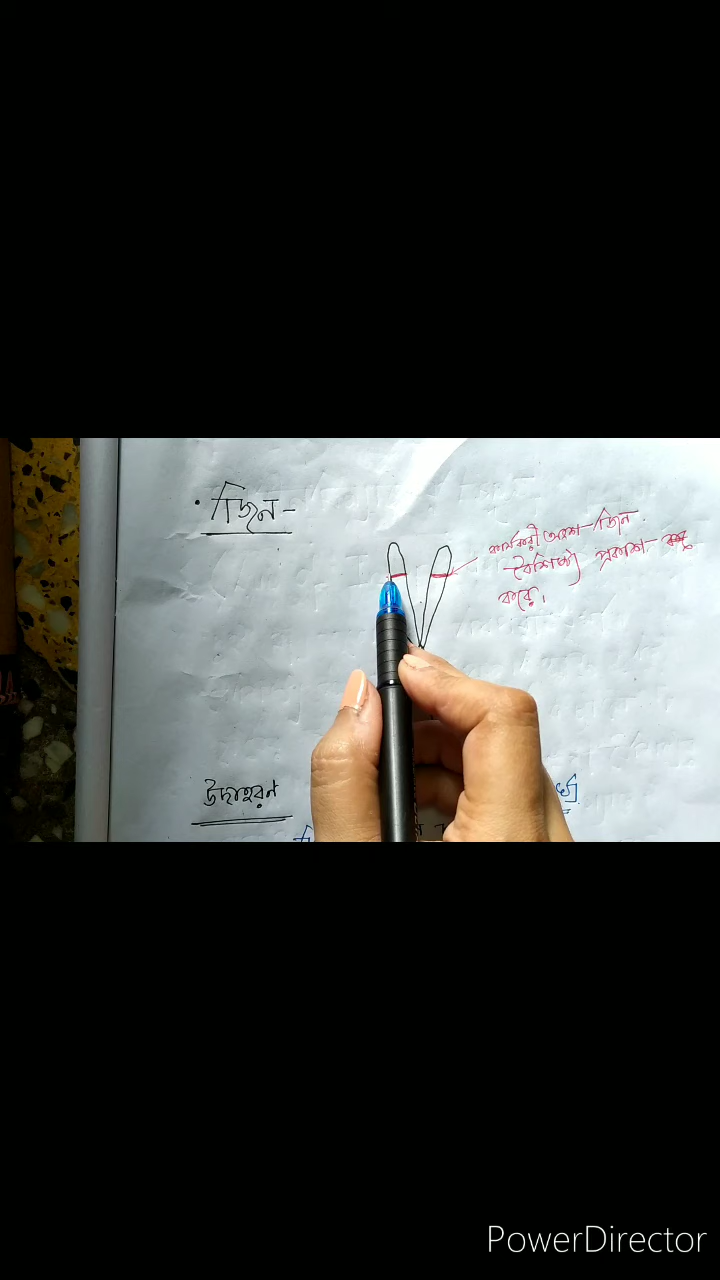 • জিন -
কার্যকরী অংশ - জিন
বৈশিষ্ট্য প্রকাশ
করে।
উদাহরণ
PowerDirector